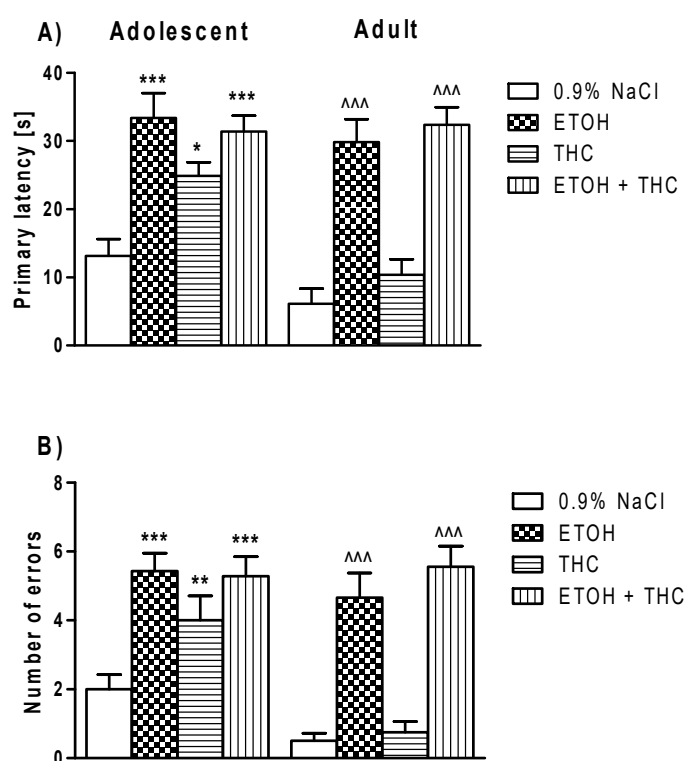 A)
Adolescent Adult
Primary latency [s]
40
30
20
10
0
***
*
***
^^^
^^^
0.9% NaCl
ETOH
THC
ETOH + THC
B)
Number of errors
8
6
4
2
0
***
**
***
^^^
^^^
0.9% NaCl
ETOH
THC
ETOH + THC